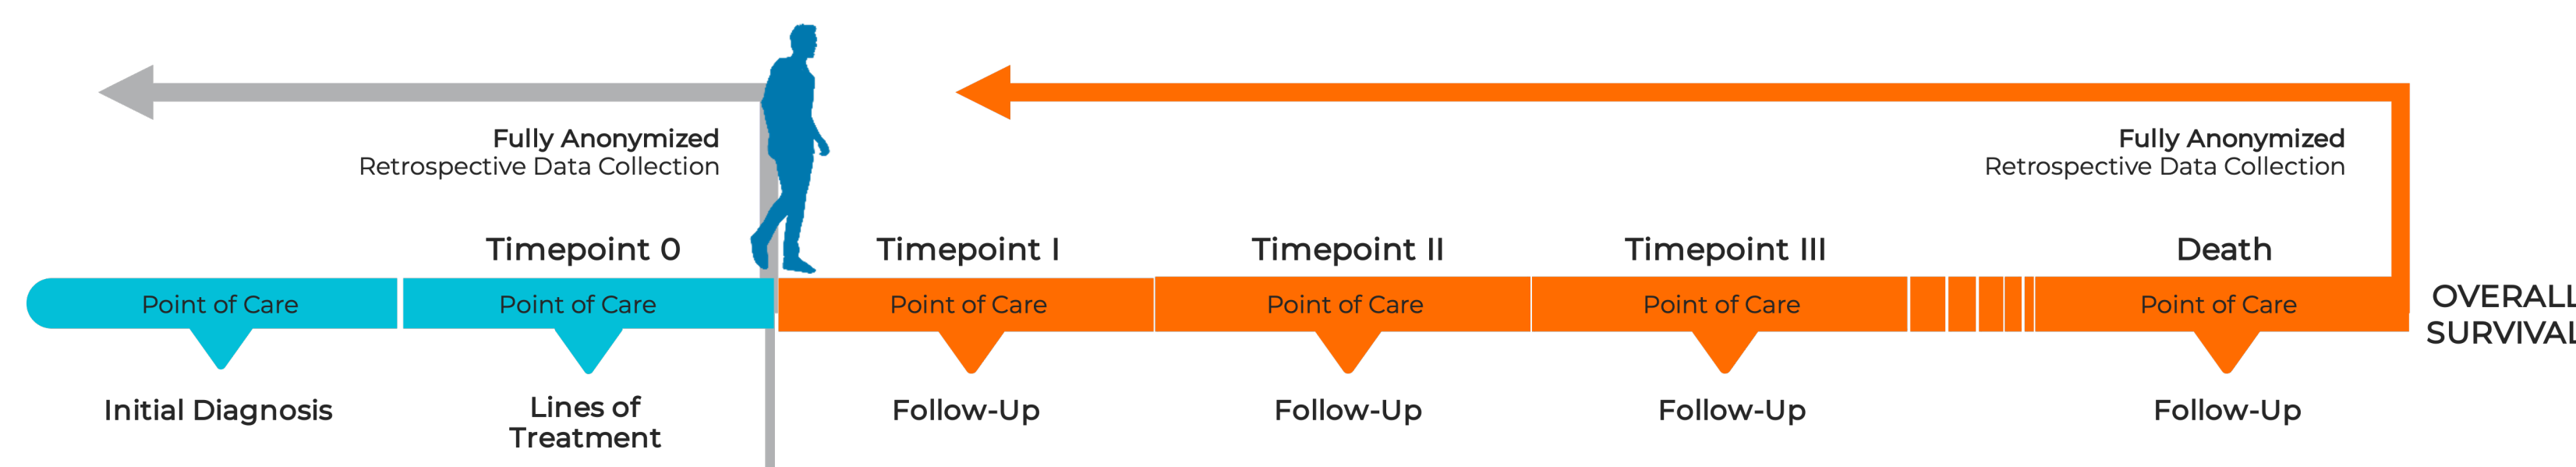 Fully Anonymized
Retrospective Data Collection
Fully Anonymized
Retrospective Data Collection
Timepoint 0
Timepoint I
Timepoint II
Timepoint III
Death
Point of Care
Point of Care
Point of Care
Point of Care
Point of Care
Point of Care
OVERALL
SURVIVAL
Initial Diagnosis
Lines of
Treatment
Follow-Up
Follow-Up
Follow-Up
Follow-Up